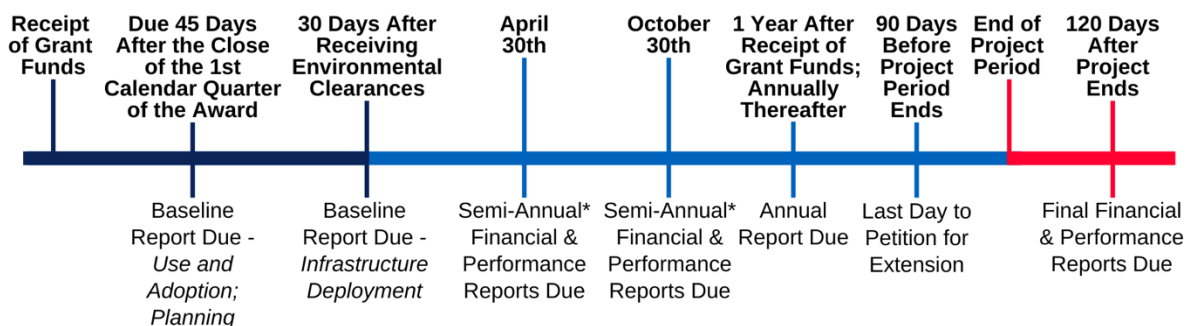 Receipt
of Grant
Funds
Due 45 Days
After the Close
of the 1st
Calendar Quarter
of the Award
30 Days After
Receiving
Environmental
Clearances
April
30th
October
30th
1 Year After
Receipt of
Grant Funds;
Annually
Thereafter
90 Days
Before
Project
Period
Ends
End of
Project
Period
120 Days
After
Project
Ends
Baseline
Report Due -
Use and
Adoption;
Planning
Baseline
Report Due -
Infrastructure
Deployment
Semi-Annual*
Financial &
Performance
Reports Due
Semi-Annual*
Financial &
Performance
Reports Due
Annual
Report Due
Last Day to
Petition for
Extension
Final Financial
& Performance
Reports Due